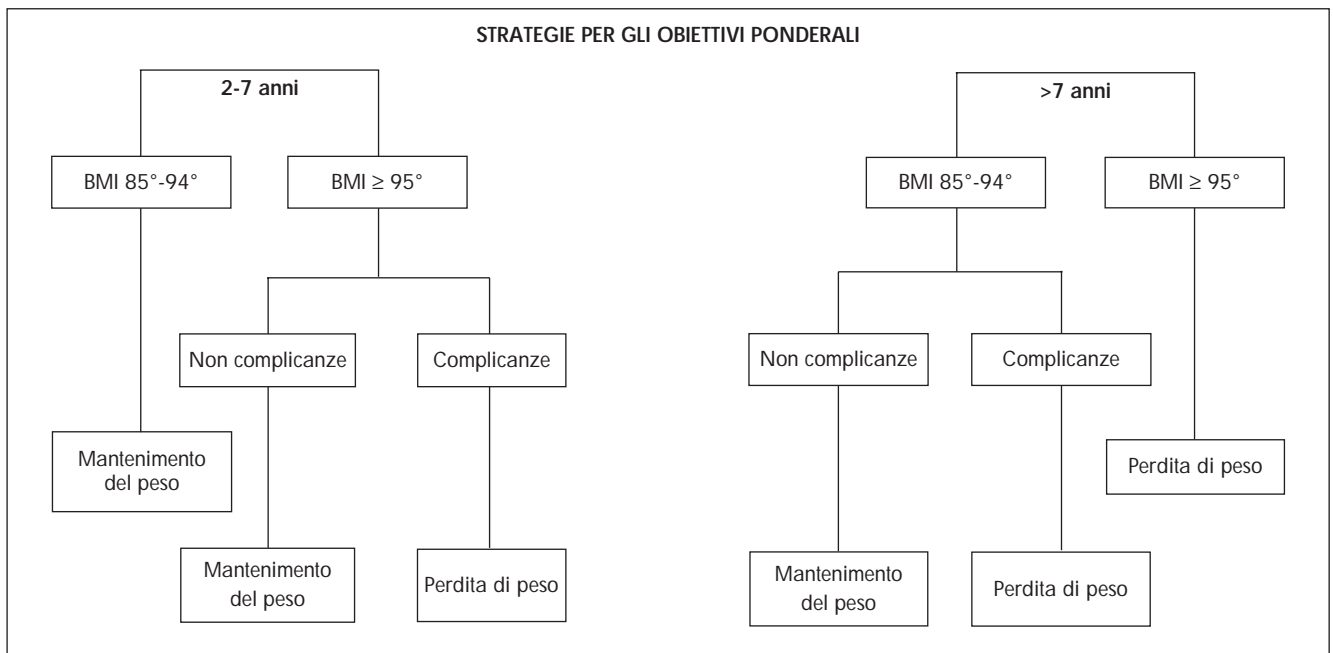 STRATEGIE PER GLI OBIETTIVI PONDERALI
2-7 anni
BMI 85°-94°
BMI ≥ 95°
Non complicanze
Complicanze
Mantenimento
del peso
Mantenimento
del peso
Perdita di peso
>7 anni
BMI 85°-94°
BMI ≥ 95°
Non complicanze
Complicanze
Perdita di peso
Mantenimento
del peso
Perdita di peso